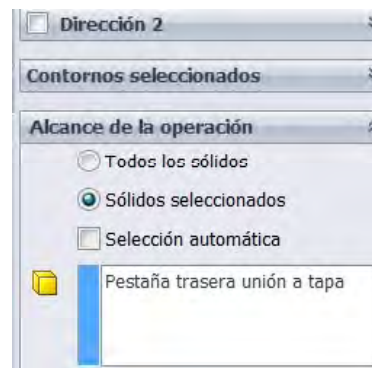 Dirección 2
Contornos seleccionados
Alcance de la operación
Todos los sólidos
Sólidos seleccionados
Selección automática
Pestaña trasera unión a tapa